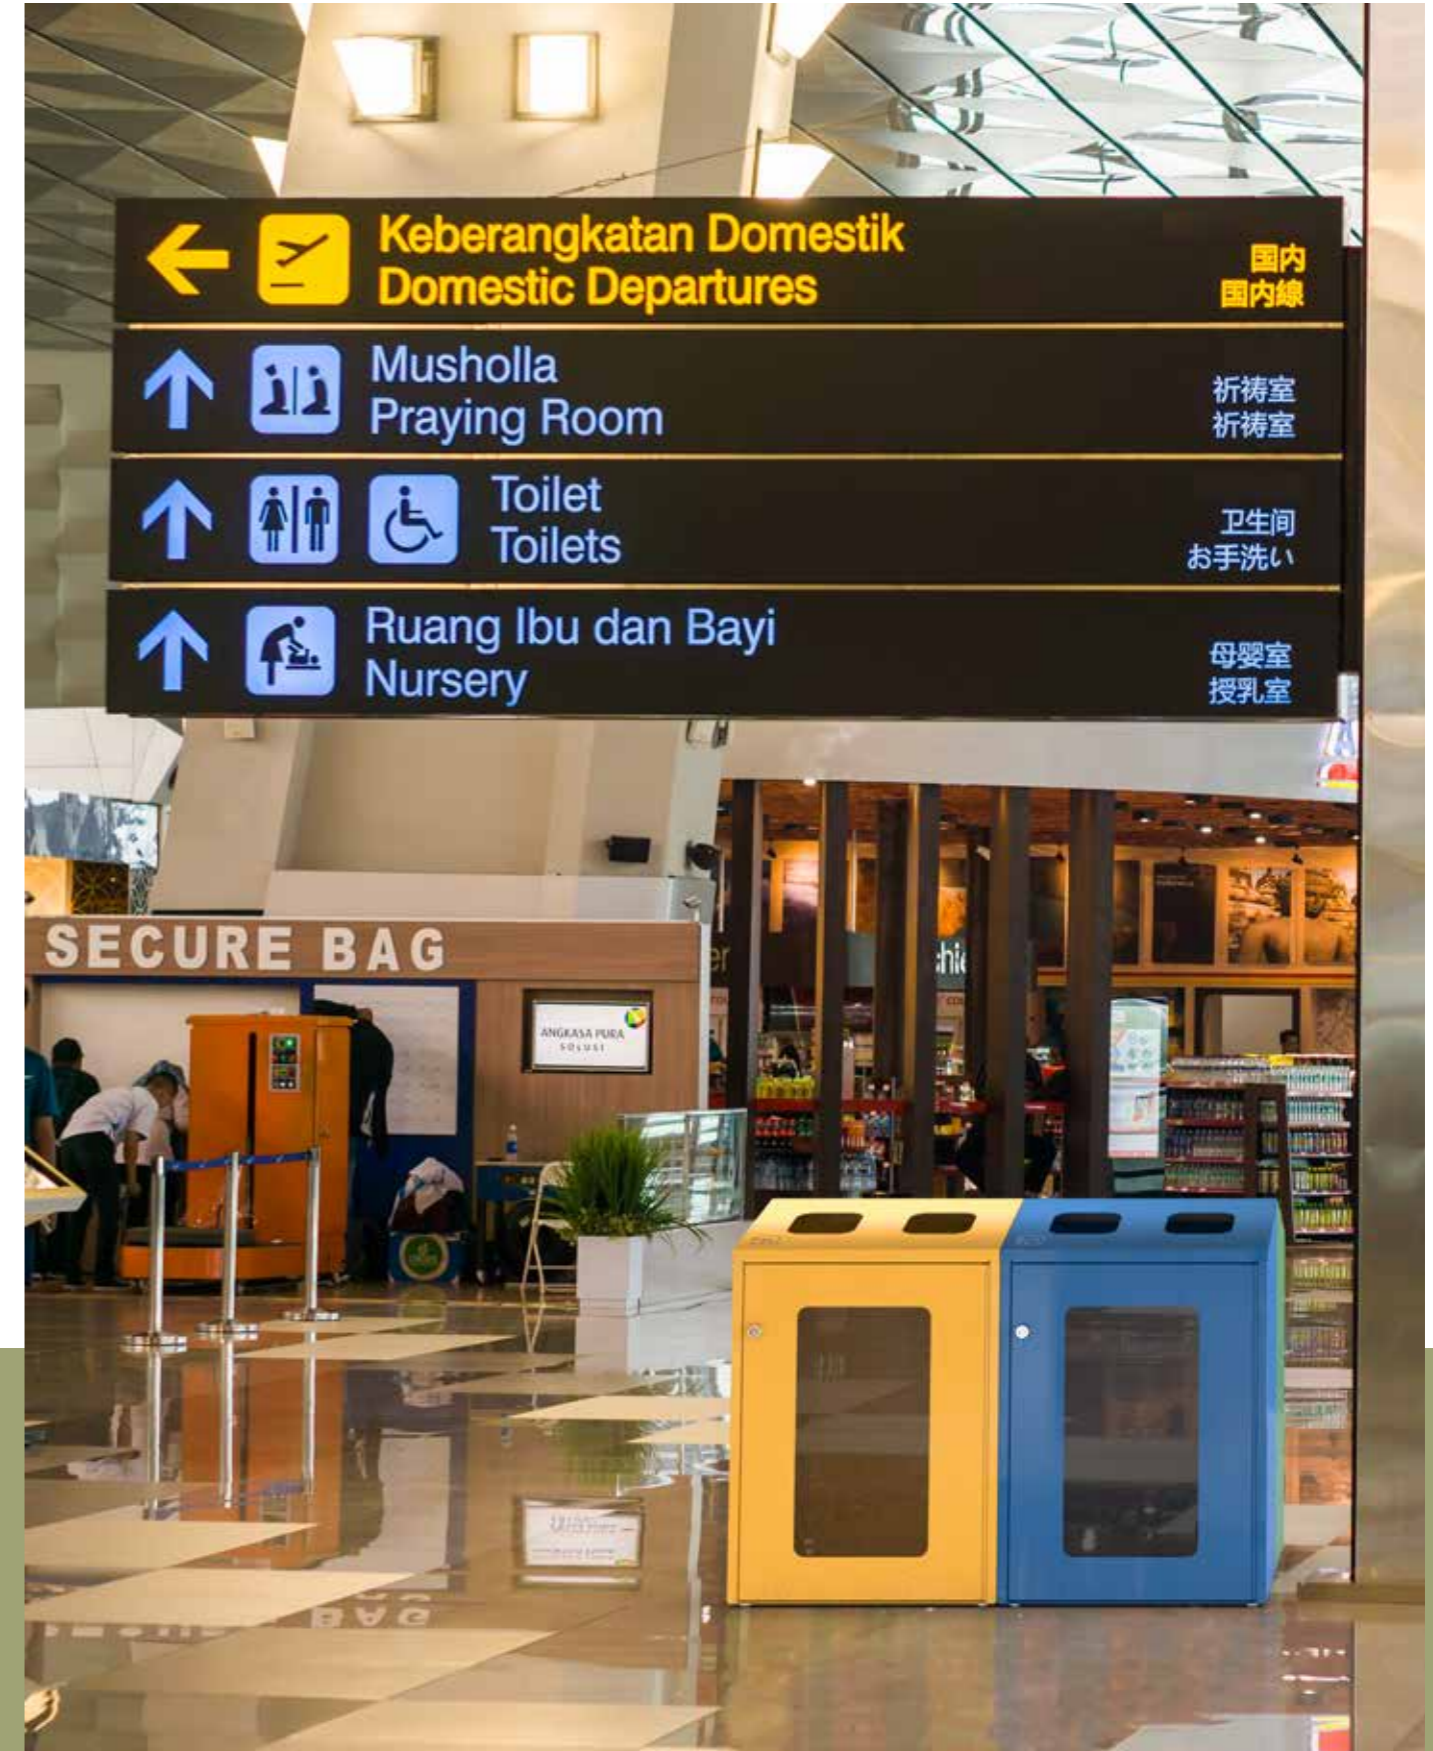 Keberangkatan Domestik
Domestic Departures
国内
国内線
Musholla
Praying Room
祈祷室
祈祷室
Toilet
Toilets
卫生间
お手洗い
Ruang Ibu dan Bayi
Nursery
母婴室
授乳室
SECURE BAG
ANGKASA PURA
SOLUSI